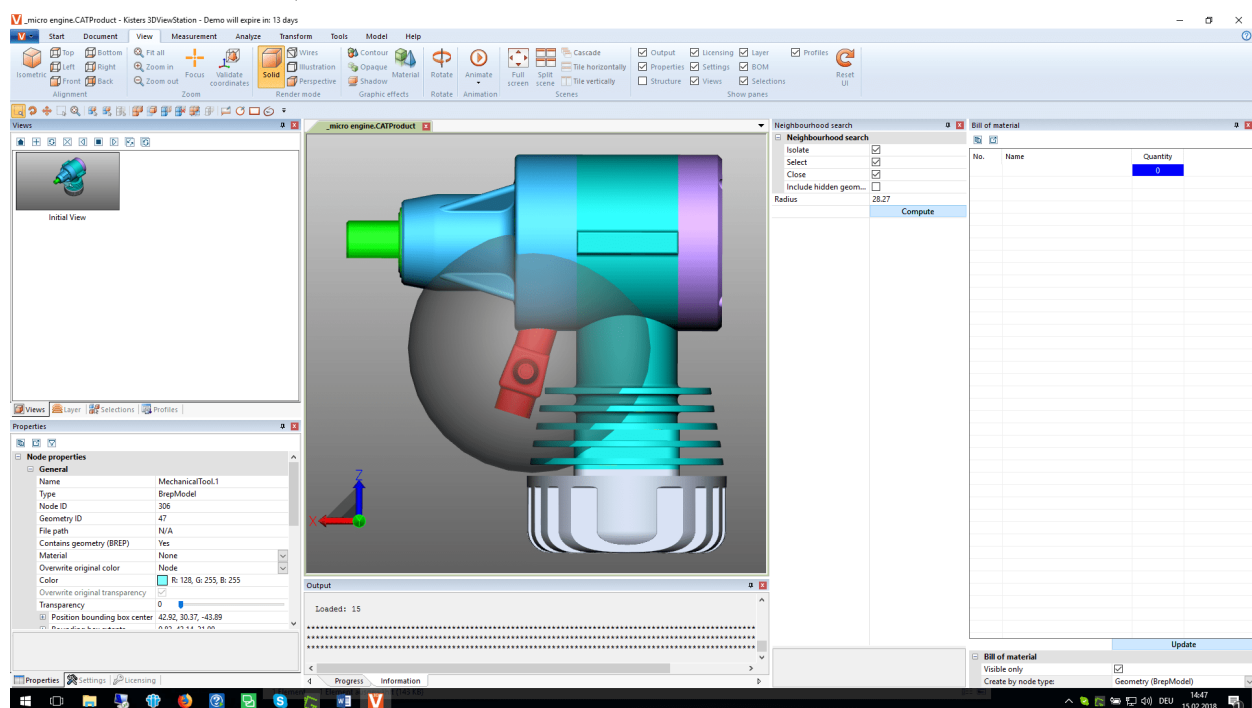 _micro engine.CATProduct - Kisters 3DViewStation - Demo will expire in: 13 days
Start Document View Measurement Analyze Transform Tools Model Help
Top Bottom Fit all Wires Contour Cascade Output Licensing Layer Profiles
Left Right Zoom in Illustration Opaque Tile horizontally Properties Settings BOM
Front Back Zoom out Perspective Shadow Tile vertically Structure Views Selections
Isometric Focus Validate coordinates Solid Material Rotate Animate Full screen Split scene Reset UI
Alignment Zoom Render mode Graphic effects Rotate Animation Scenes Show panes
Views
Initial View
Views Layer Selections Profiles
Properties
Node properties
General
Name MechanicalTool.1
Type BrepModel
Node ID 306
Geometry ID 47
File path N/A
Contains geometry (BREP) Yes
Material None
Overwrite original color Node
Color R: 128, G: 255, B: 255
Overwrite original transparency
Transparency 0
Position bounding box center 42.92, 30.37, -43.89
Properties Settings Licensing
_micro engine.CATProduct
Z
X
Output
Loaded: 15
Progress Information
Neighbourhood search
Neighbourhood search
Isolate
Select
Close
Include hidden geom...
Radius 28.27
Compute
Bill of material
No. Name Quantity
0
Update
Bill of material
Visible only
Create by node type: Geometry (BrepModel)
DEU
14:47
15.02.2018